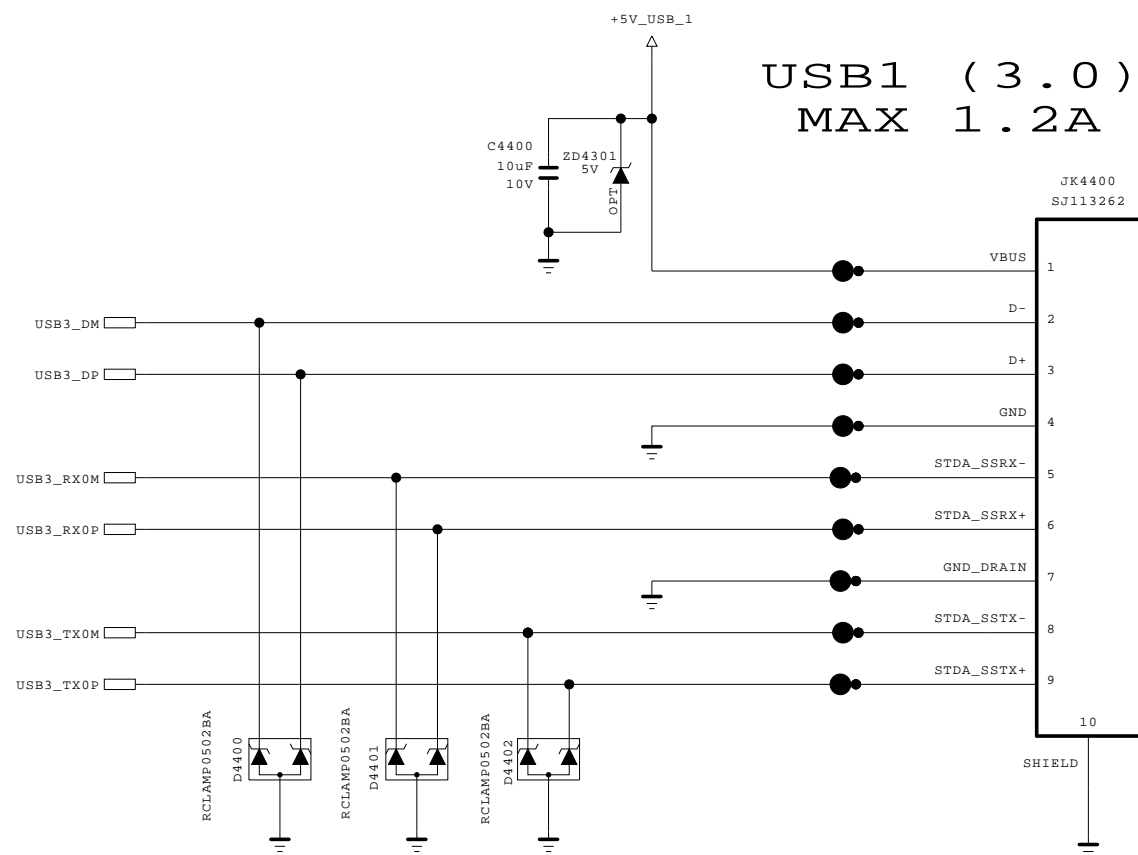 +5V_USB_1
USB1 (3.0)
MAX 1.2A
C4400
10uF
10V
ZD4301
5V
OPT
JK4400
SJ113262
VBUS
1
USB3_DM
D-
2
USB3_DP
D+
3
GND
4
USB3_RX0M
STDA_SSRX-
5
USB3_RX0P
STDA_SSRX+
6
GND_DRAIN
7
USB3_TX0M
STDA_SSTX-
8
USB3_TX0P
STDA_SSTX+
9
RCLAMP0502BA
D4400
RCLAMP0502BA
D4401
RCLAMP0502BA
D4402
10
SHIELD